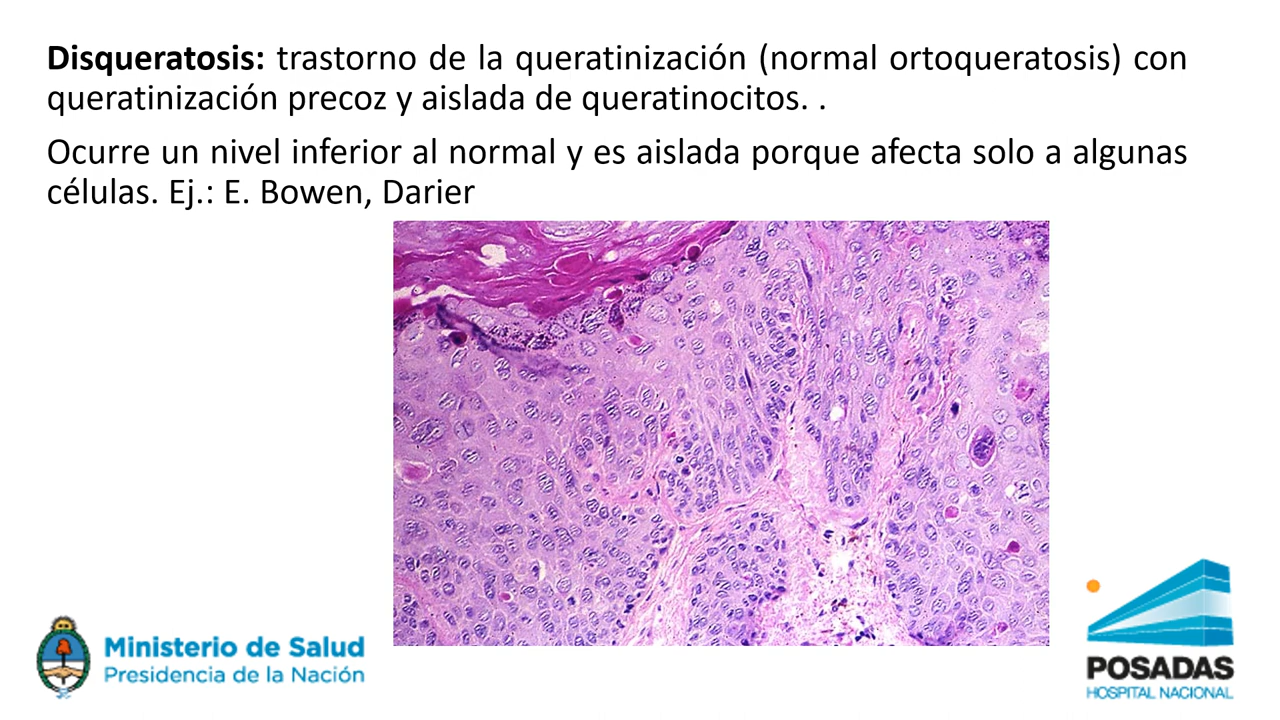 Disqueratosis: trastorno de la queratinización (normal ortoqueratosis) con
queratinización precoz y aislada de queratinocitos. .
Ocurre un nivel inferior al normal y es aislada porque afecta solo a algunas
células. Ej.: E. Bowen, Darier
Ministerio de Salud
Presidencia de la Nación
POSADAS
HOSPITAL NACIONAL